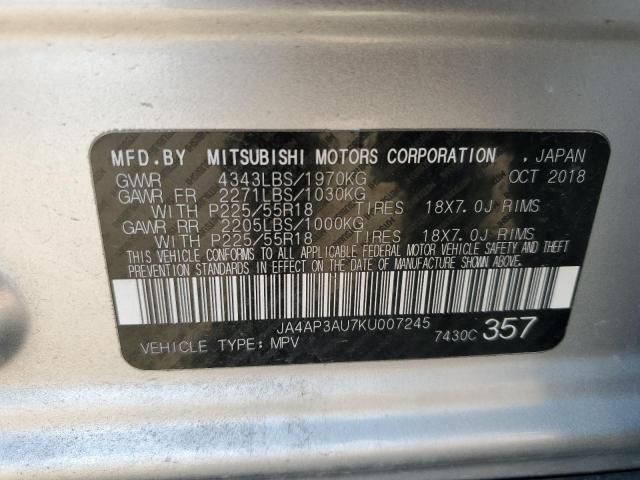 MFD.BY MITSUBISHI MOTORS CORPORATION , JAPAN
GVWR 4343LBS/1970KG OCT 2018
GAWR FR 2271LBS/1030KG
WITH P225/55R18 TIRES 18X7.0J RIMS
GAWR RR 2205LBS/1000KG
WITH P225/55R18 TIRES 18X7.0J RIMS
THIS VEHICLE CONFORMS TO ALL APPLICABLE FEDERAL MOTOR VEHICLE SAFETY AND THEFT
PREVENTION STANDARDS IN EFFECT ON THE DATE OF MANUFACTURE SHOWN ABOVE.
JA4AP3AU7KU007245
VEHICLE TYPE: MPV 7430C 357